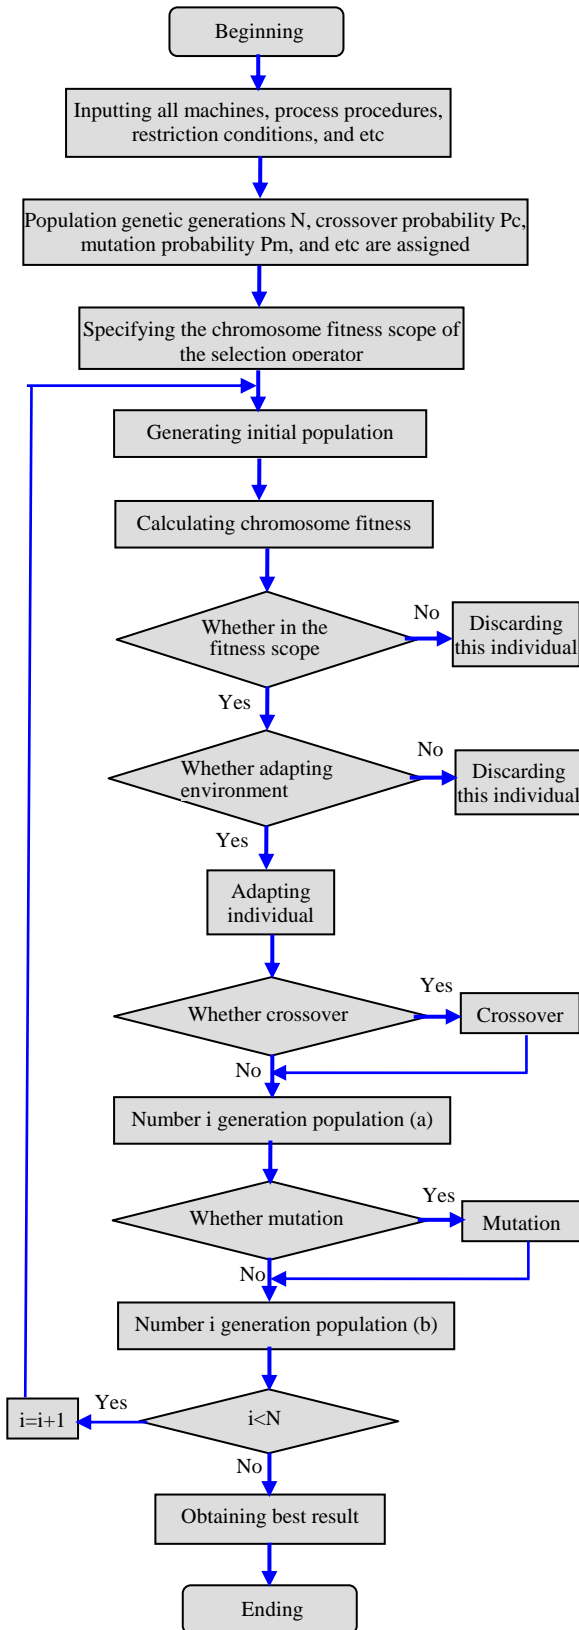 Beginning
Inputting all machines, process procedures,
restriction conditions, and etc
Population genetic generations N, crossover probability Pc,
mutation probability Pm, and etc are assigned
Specifying the chromosome fitness scope of
the selection operator
Generating initial population
Calculating chromosome fitness
Whether in the
fitness scope
No
Discarding
this individual
Yes
Whether adapting
environment
No
Discarding
this individual
Yes
Adapting
individual
Whether crossover
Yes
Crossover
No
Number i generation population (a)
Whether mutation
Yes
Mutation
No
Number i generation population (b)
i<N
Yes
i=i+1
No
Obtaining best result
Ending